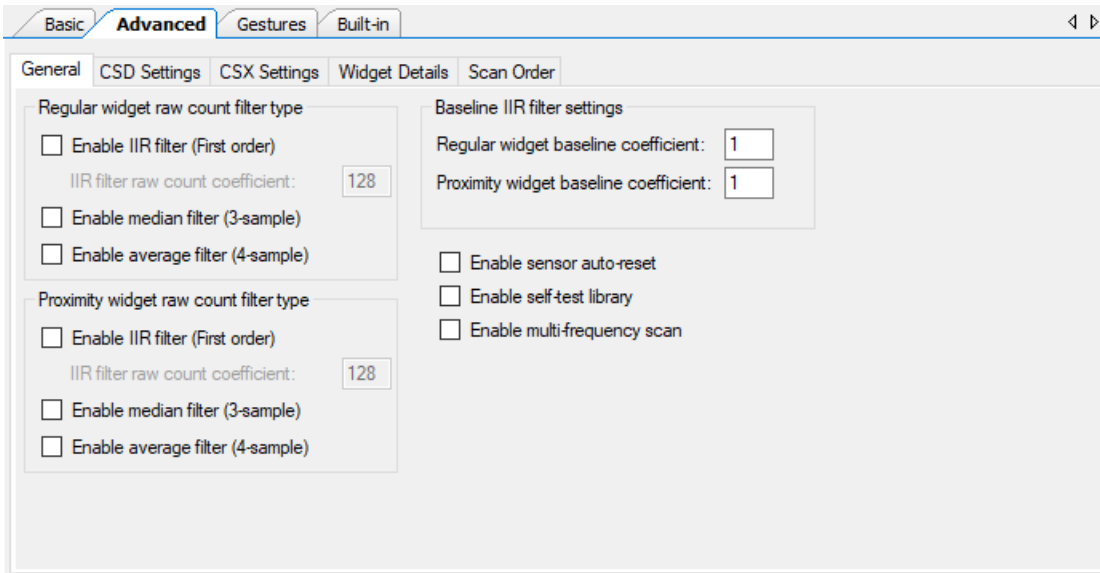 Basic Advanced Gestures Built-in
General CSD Settings CSX Settings Widget Details Scan Order
Regular widget raw count filter type
Enable IIR filter (First order)
IIR filter raw count coefficient: 128
Enable median filter (3-sample)
Enable average filter (4-sample)
Proximity widget raw count filter type
Enable IIR filter (First order)
IIR filter raw count coefficient: 128
Enable median filter (3-sample)
Enable average filter (4-sample)
Baseline IIR filter settings
Regular widget baseline coefficient: 1
Proximity widget baseline coefficient: 1
Enable sensor auto-reset
Enable self-test library
Enable multi-frequency scan